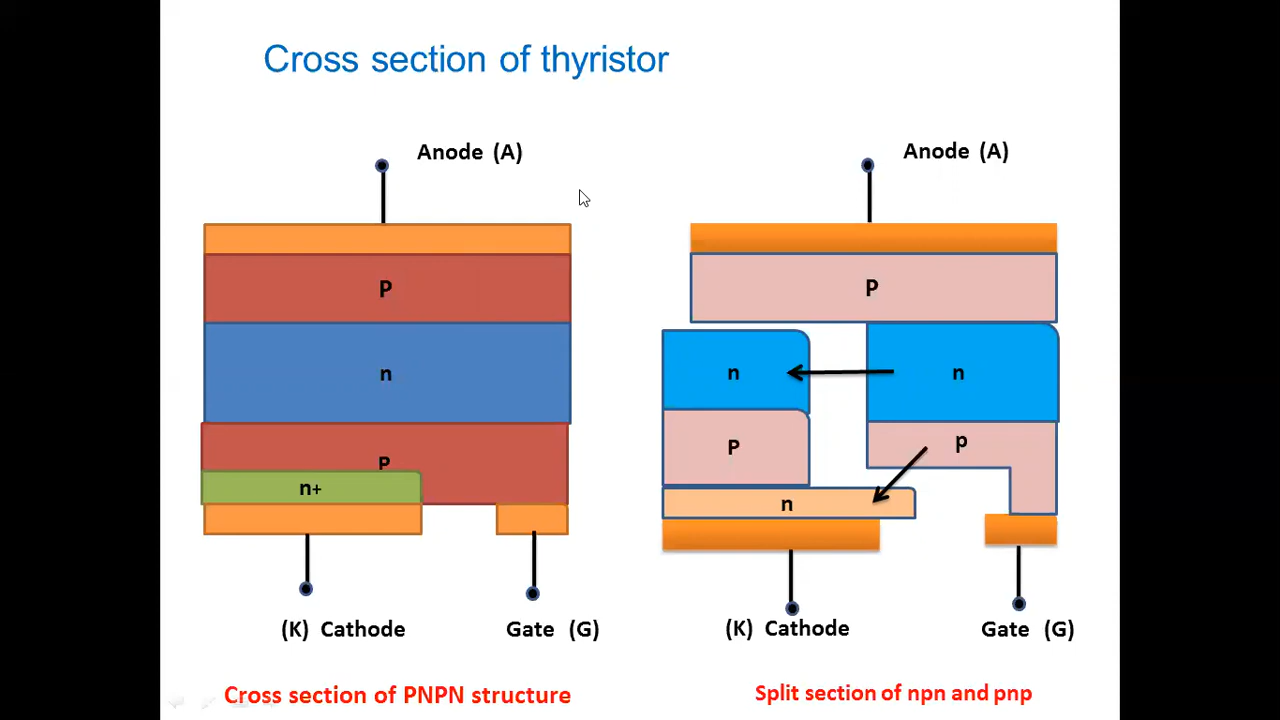 Cross section of thyristor
Anode (A)
Anode (A)
P
n
P
n+
(K) Cathode
Gate (G)
Cross section of PNPN structure
P
n
n
P
p
n
(K) Cathode
Gate (G)
Split section of npn and pnp